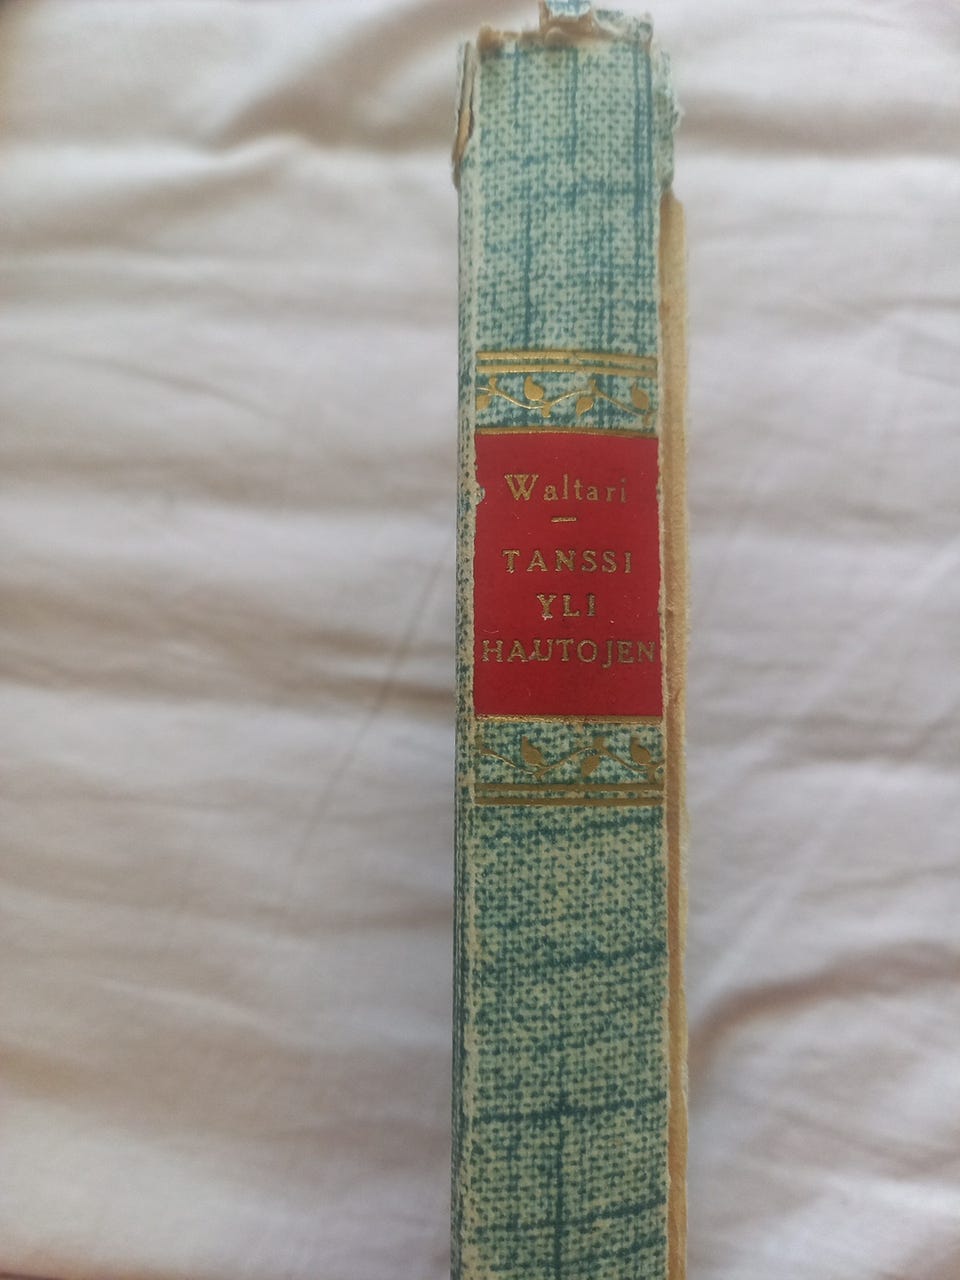 Waltari
TANSSI
YLI
HAUTOJEN